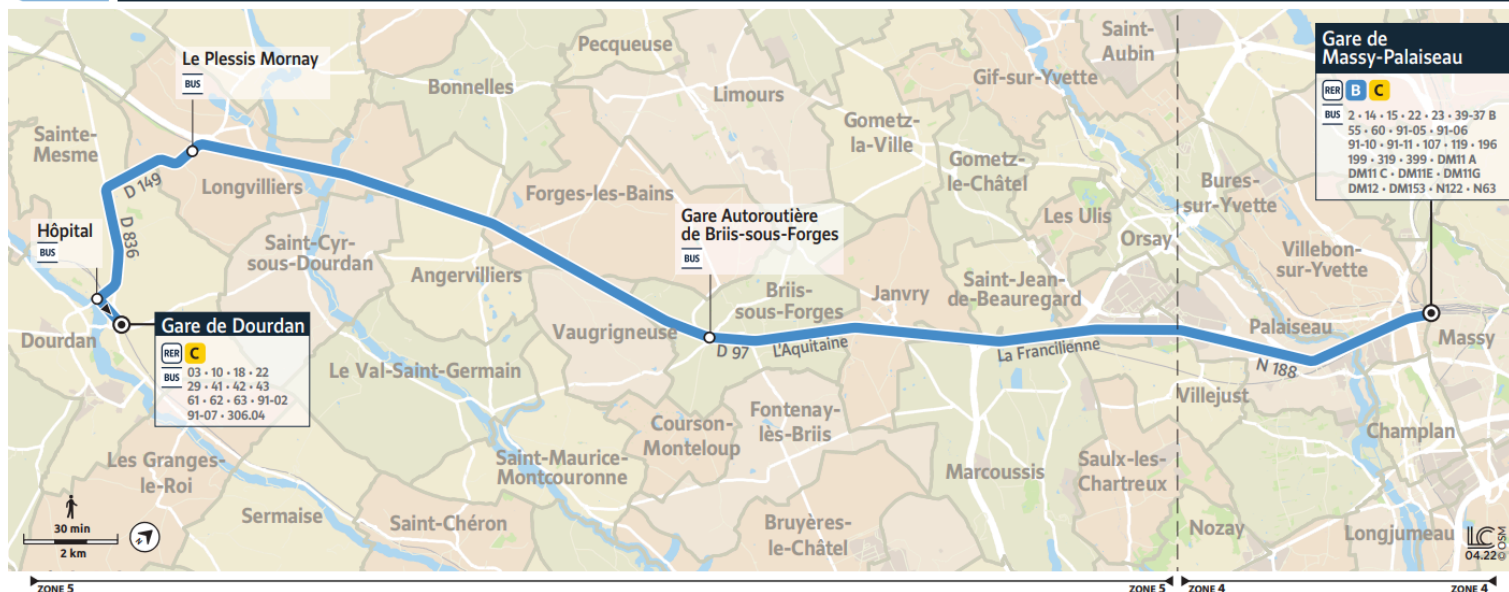 Le Plessis Mornay
BUS
Pecqueuse
Bonnelles
Limours
Saint-
Aubin
Gif-sur-Yvette
Gare de
Massy-Palaiseau
RER B C
BUS 2 • 14 • 15 • 22 • 23 • 39-37 B
55 • 60 • 91-05 • 91-06
91-10 • 91-11 • 107 • 119 • 196
199 • 319 • 399 • DM11 A
DM11 C • DM11E • DM11G
DM12 • DM153 • N122 • N63
Sainte-
Mesme
Gometz-
la-Ville
Gometz-
le-Châtel
D 149
Longvilliers
Forges-les-Bains
Bures-
sur-Yvette
Les Ulis
Orsay
Hôpital
BUS
D 836
Saint-Cyr-
sous-Dourdan
Gare Autoroutière
de Briis-sous-Forges
BUS
Villebon-
sur-Yvette
Angervilliers
Briis-
sous-Forges
Janvry
Saint-Jean-
de-Beauregard
Dourdan
Gare de Dourdan
RER C
BUS 03 • 10 • 18 • 22
29 • 41 • 42 • 43
61 • 62 • 63 • 91-02
91-07 • 306.04
Vaugrigneuse
D 97
L'Aquitaine
La Francilienne
Palaiseau
N 188
Massy
Le Val-Saint-Germain
Villejust
Courson-
Monteloup
Fontenay-
lès-Briis
Champlan
Les Granges-
le-Roi
Saint-Maurice-
Montcouronne
Marcoussis
Saulx-les-
Chartreux
Sermaise
Saint-Chéron
Bruyères-
le-Châtel
Nozay
Longjumeau
30 min
2 km
LC
04.22 © OSM
ZONE 5
ZONE 5
ZONE 4
ZONE 4